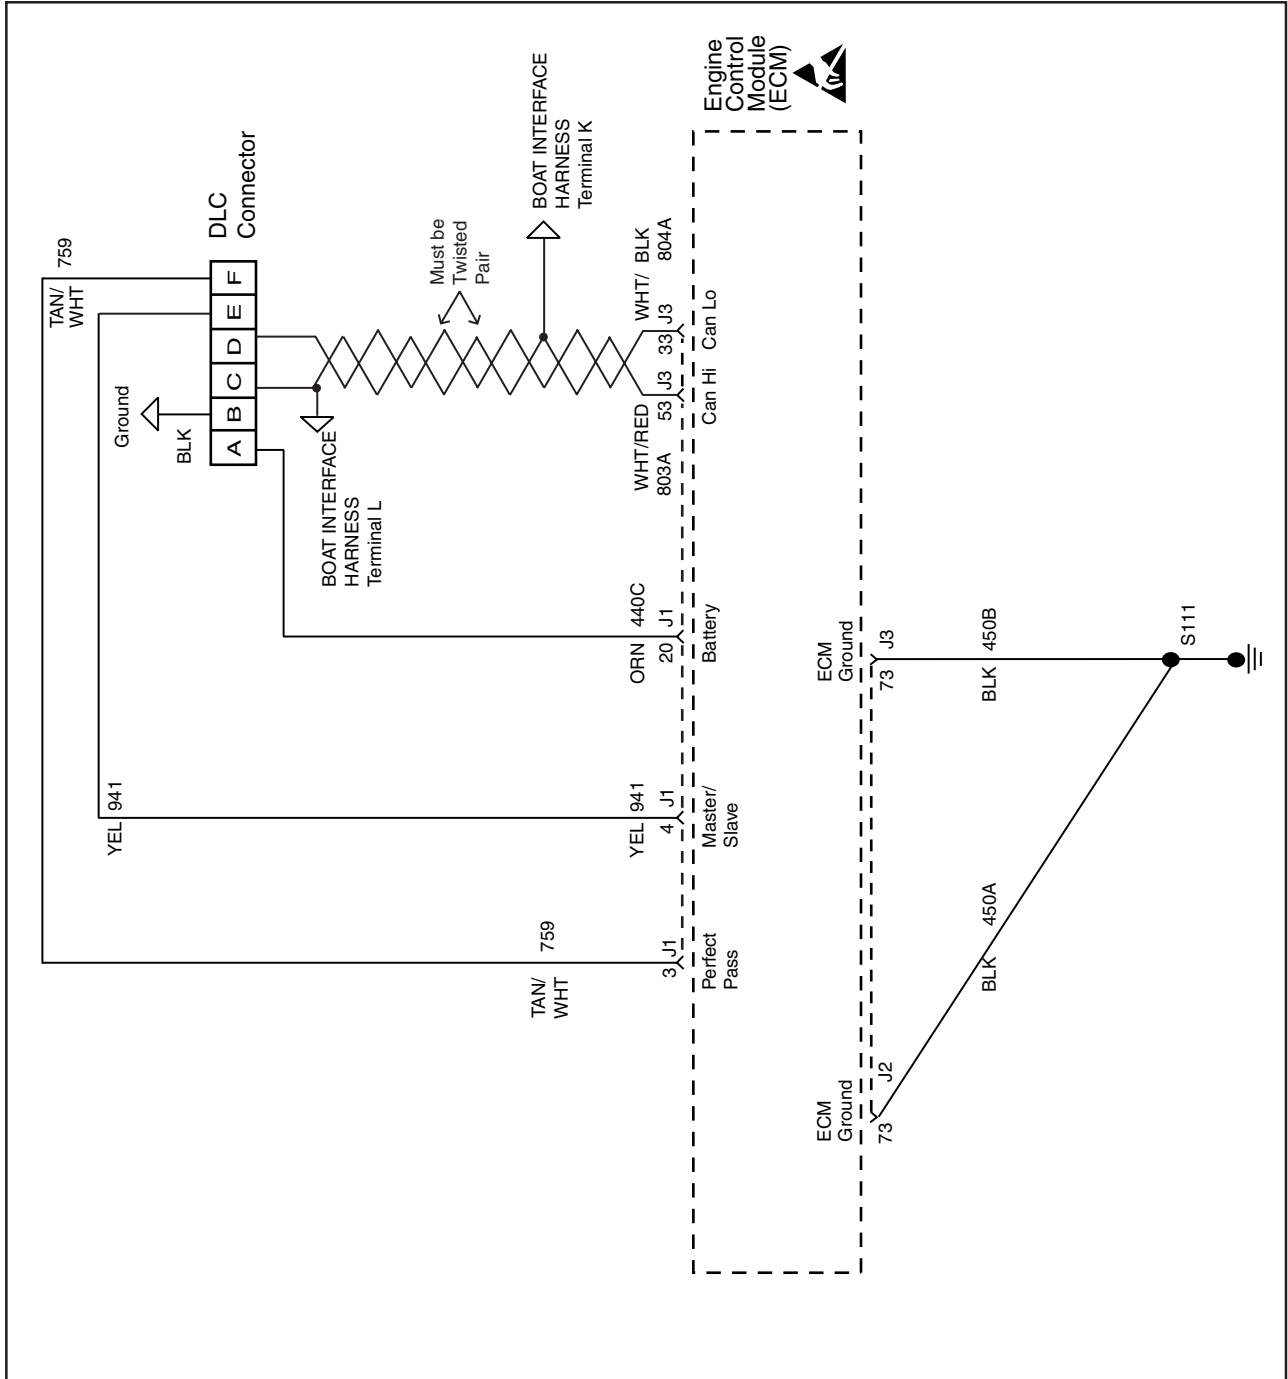 Engine
Control
Module
(ECM)
DLC
Connector
A
B
C
D
E
F
759
TAN/
WHT
Ground
BLK
YEL 941
BOAT INTERFACE
HARNESS
Terminal L
Must be
Twisted
Pair
BOAT INTERFACE
HARNESS
Terminal K
TAN/
WHT
759
3 J1
Perfect
Pass
YEL 941
4 J1
Master/
Slave
ORN 440C
20 J1
Battery
WHT/RED
803A
53 J3
Can Hi
WHT/ BLK
804A
33 J3
Can Lo
ECM
Ground
73 J2
BLK 450A
ECM
Ground
73 J3
BLK 450B
S111